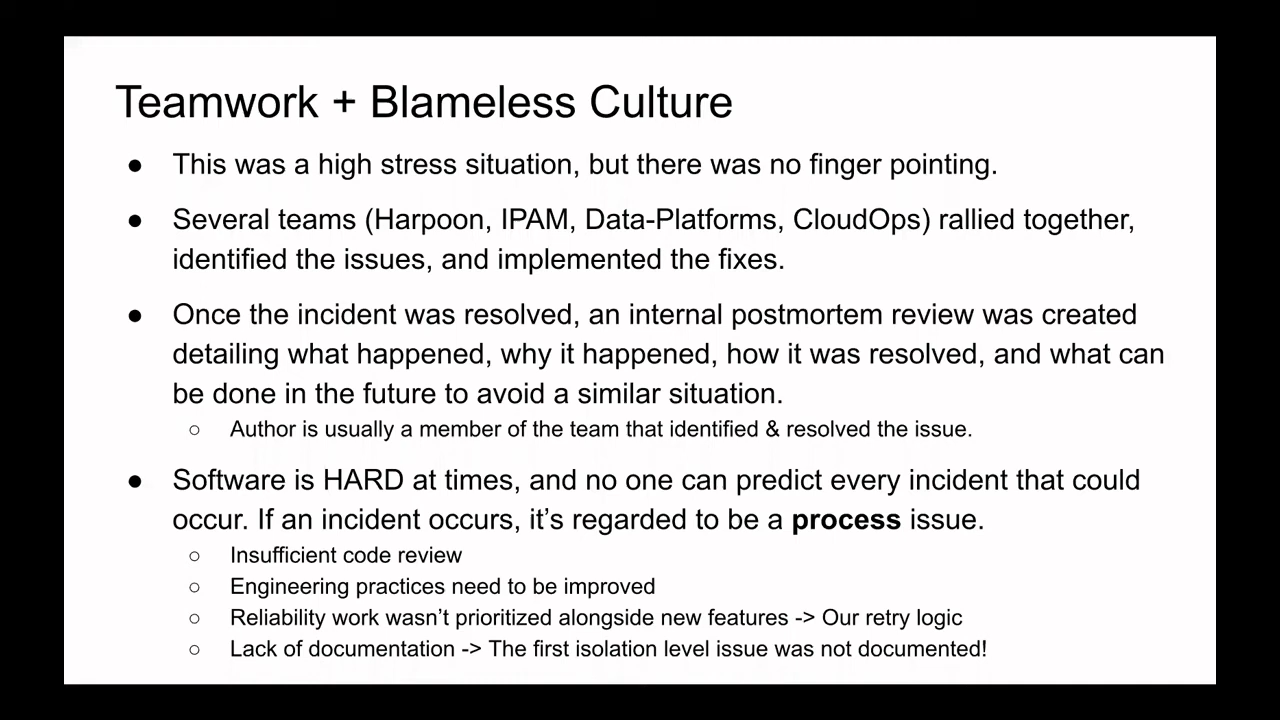 Teamwork + Blameless Culture
● This was a high stress situation, but there was no finger pointing.
● Several teams (Harpoon, IPAM, Data-Platforms, CloudOps) rallied together,
identified the issues, and implemented the fixes.
● Once the incident was resolved, an internal postmortem review was created
detailing what happened, why it happened, how it was resolved, and what can
be done in the future to avoid a similar situation.
○ Author is usually a member of the team that identified & resolved the issue.
● Software is HARD at times, and no one can predict every incident that could
occur. If an incident occurs, it’s regarded to be a process issue.
○ Insufficient code review
○ Engineering practices need to be improved
○ Reliability work wasn’t prioritized alongside new features -> Our retry logic
○ Lack of documentation -> The first isolation level issue was not documented!